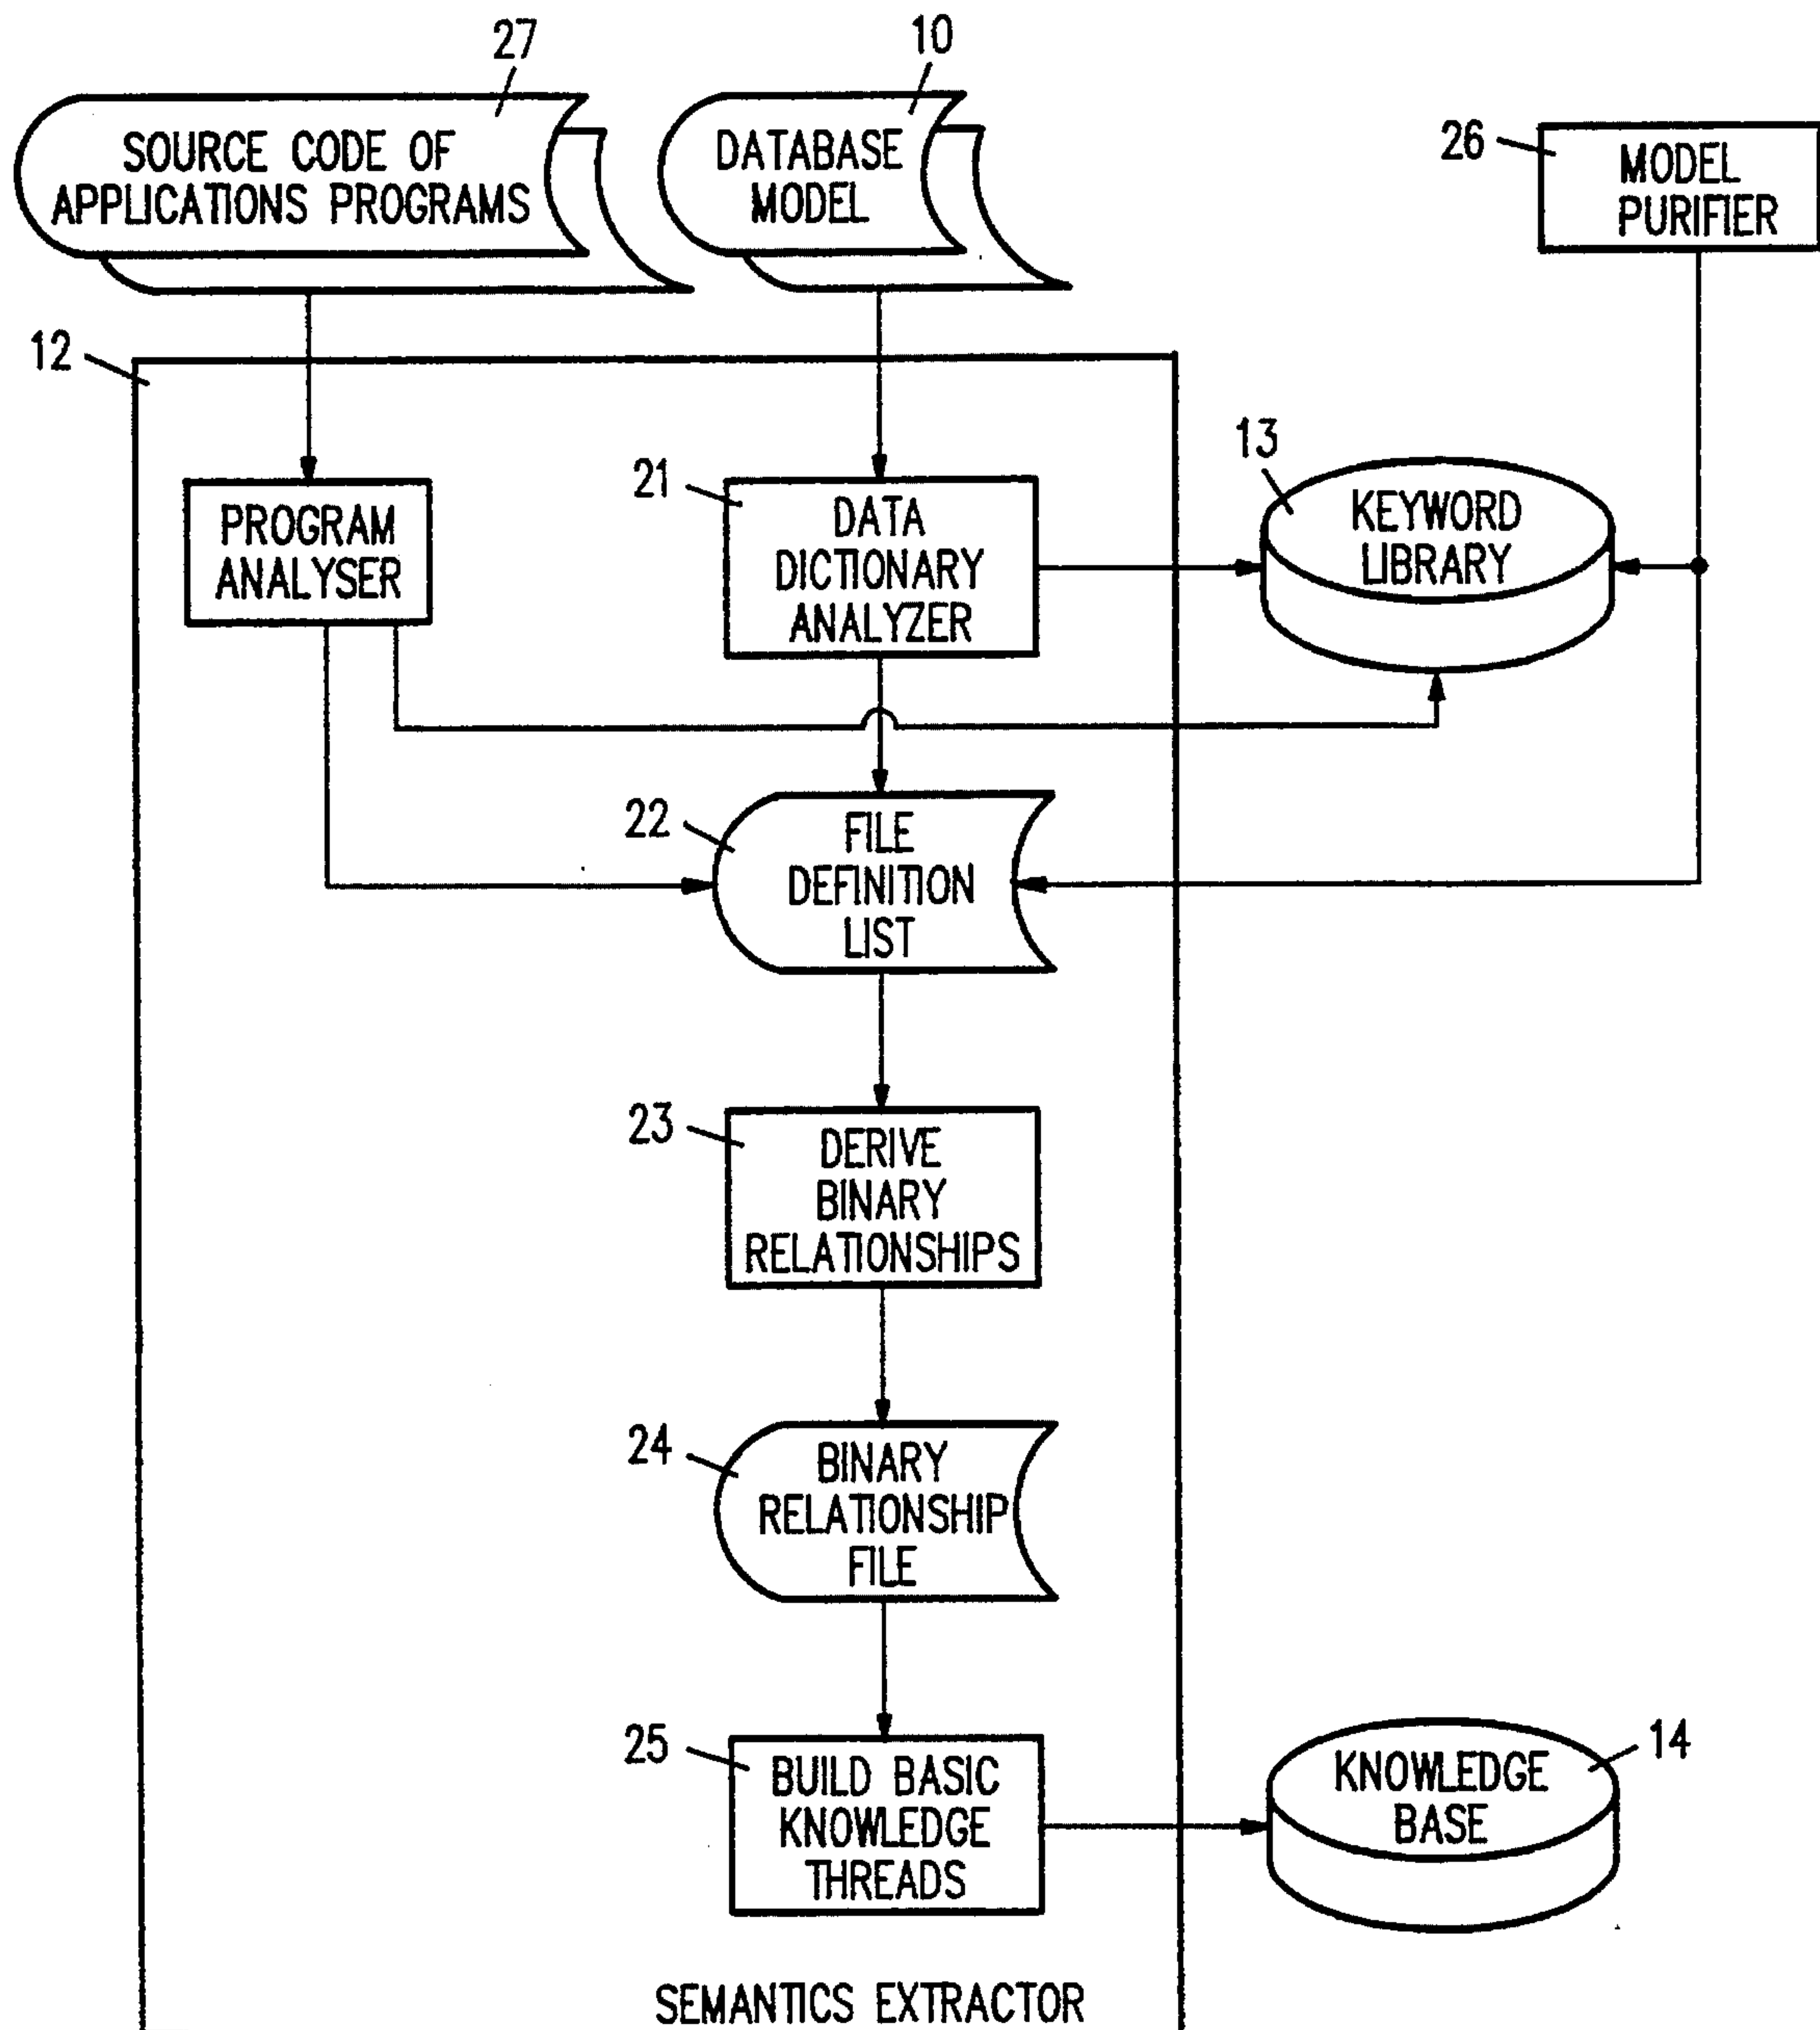 27
10
SOURCE CODE OF
APPLICATIONS PROGRAMS
DATABASE
MODEL
26
MODEL
PURIFIER
12
PROGRAM
ANALYSER
21
DATA
DICTIONARY
ANALYZER
13
KEYWORD
LIBRARY
22
FILE
DEFINITION
LIST
23
DERIVE
BINARY
RELATIONSHIPS
24
BINARY
RELATIONSHIP
FILE
25
BUILD BASIC
KNOWLEDGE
THREADS
14
KNOWLEDGE
BASE
SEMANTICS EXTRACTOR